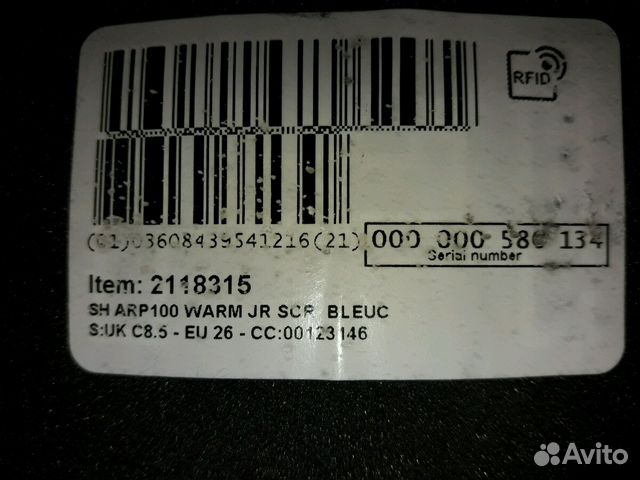 RFID
(01)03608439541216(21) 000 000 580 134
Serial number
Item: 2118315
SH ARP100 WARM JR SCR BLEUC
S:UK C8.5 - EU 26 - CC:00123146
Avito